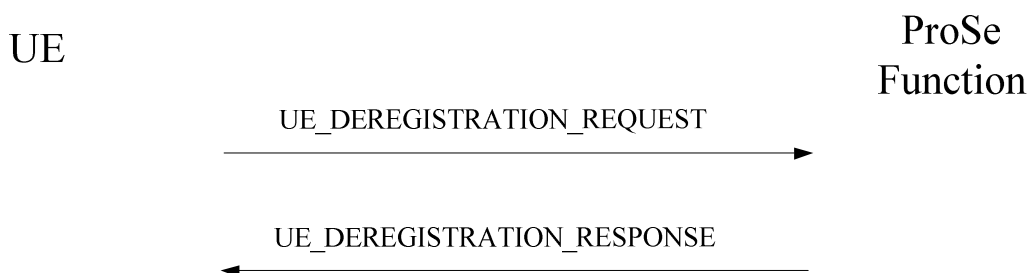 UE
ProSe
Function
UE_DEREGISTRATION_REQUEST
UE_DEREGISTRATION_RESPONSE